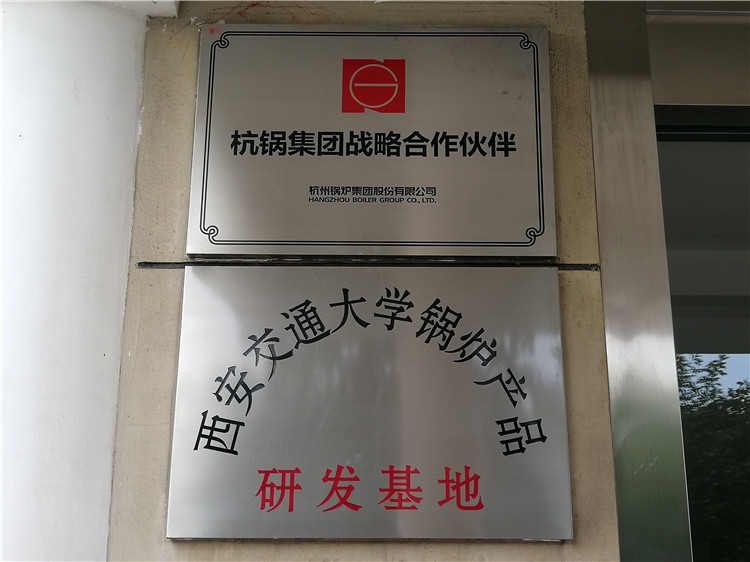 杭锅集团战略合作伙伴
杭州锅炉集团股份有限公司
HANGZHOU BOILER GROUP CO., LTD.
西安交通大学锅炉产品
研发基地